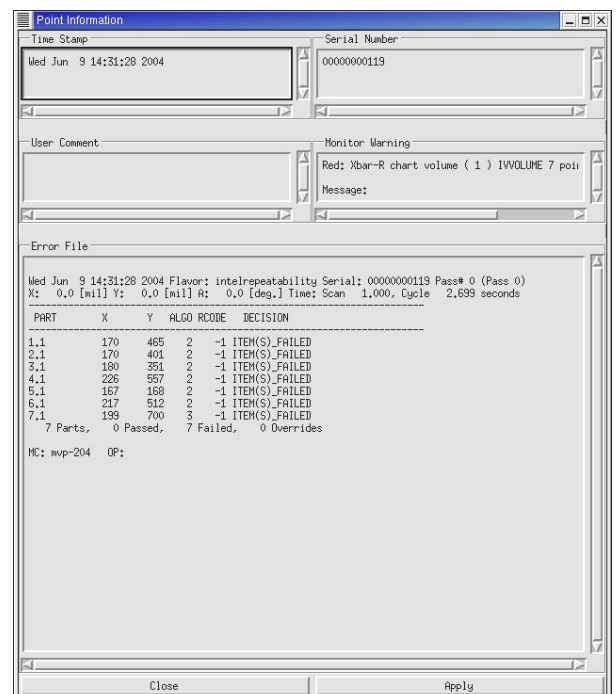 Point Information
Time Stamp
Serial Number
Wed Jun  9 14:31:28 2004
00000000119
User Comment
Monitor Warning
Red: Xbar-R chart volume ( 1 ) IVVOLUME 7
Message:
Error File
Wed Jun  9 14:31:28 2004 Flavor: intelrepeatability Serial: 00000000119 Pass# 0 (Pass 0)
X:   0.0 [mil] Y:   0.0 [mil] A:   0.0 [deg.] Time: Scan   1.000, Cycle   2.699 seconds
PART X Y ALGO RCODE DECISION
1.1 170 465 2 -1 ITEM(S)_FAILED
2.1 170 401 2 -1 ITEM(S)_FAILED
3.1 180 351 2 -1 ITEM(S)_FAILED
4.1 226 557 2 -1 ITEM(S)_FAILED
5.1 167 168 2 -1 ITEM(S)_FAILED
6.1 217 512 2 -1 ITEM(S)_FAILED
7.1 199 700 3 -1 ITEM(S)_FAILED
7 Parts, 0 Passed, 7 Failed, 0 Overrides
MC: mvp-204 OP:
Close
Apply